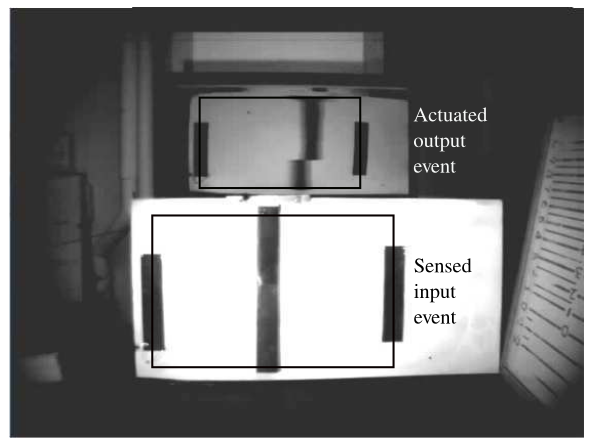 Actuated
output
event
Sensed
input
event